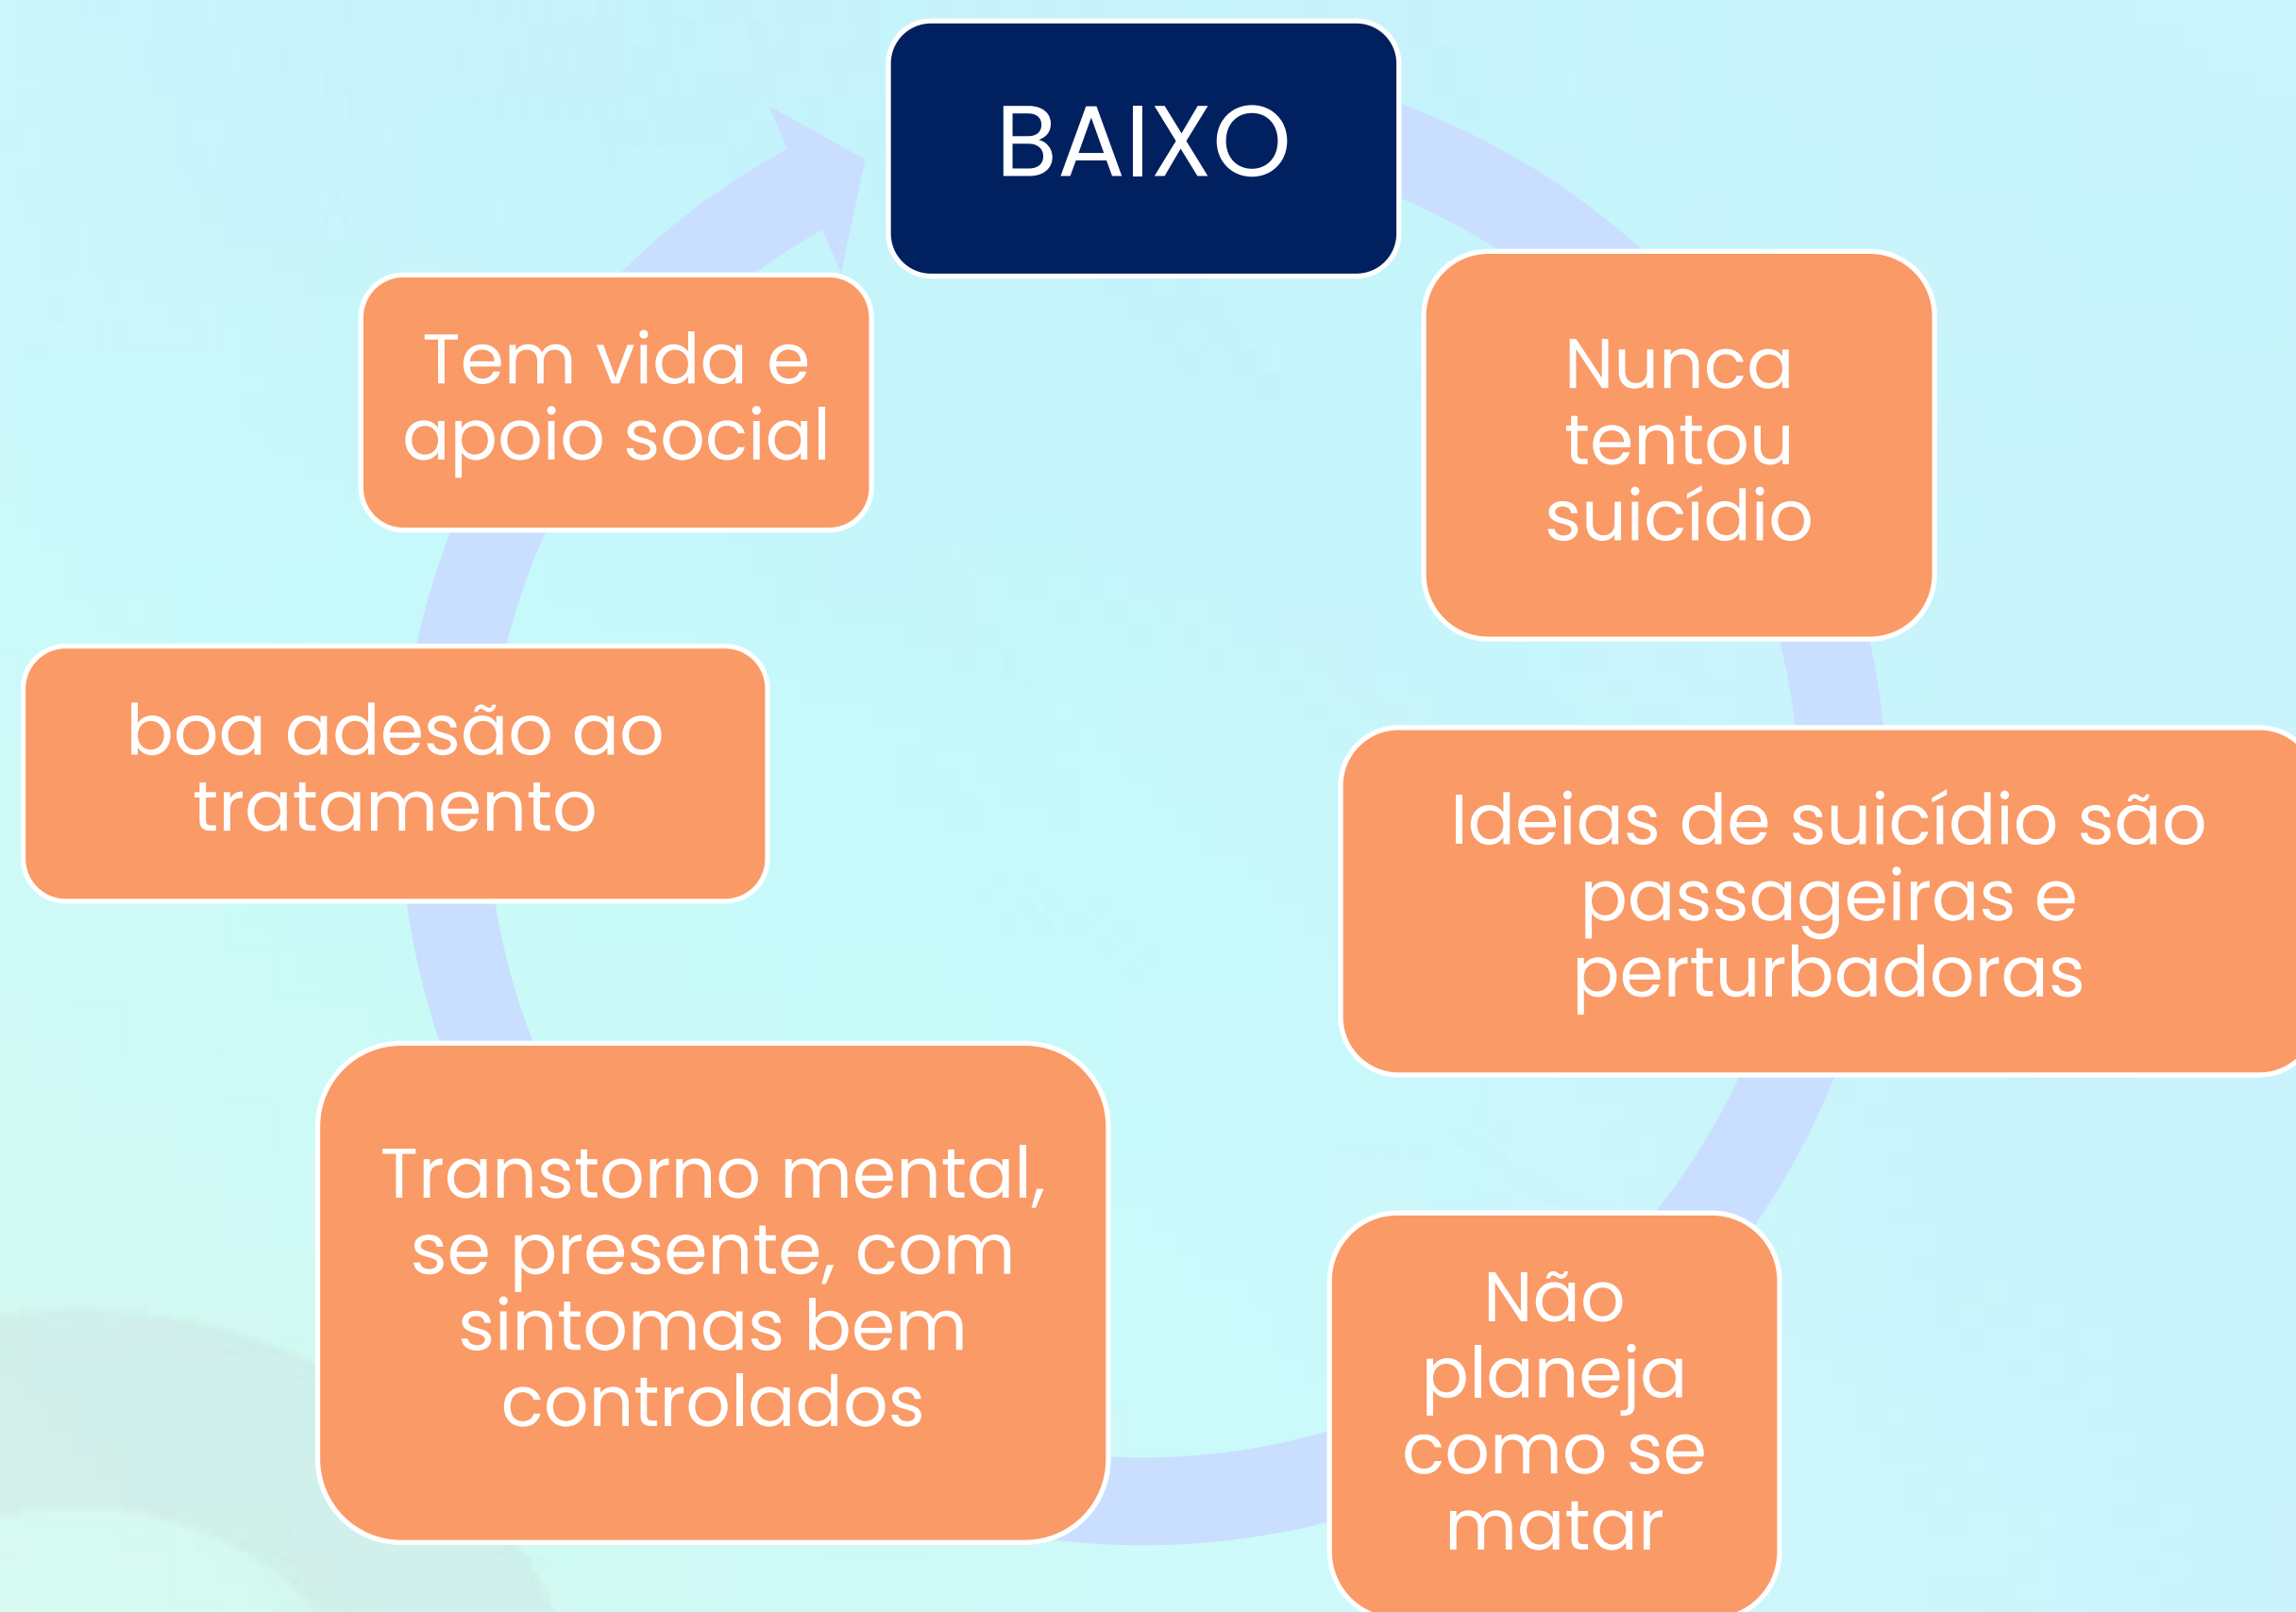 BAIXO
Nunca
tentou
suicídio
Ideias de suicídio são
passageiras e
perturbadoras
Não
planeja
como se
matar
Transtorno mental,
se presente, com
sintomas bem
controlados
boa adesão ao
tratamento
Tem vida e
apoio social